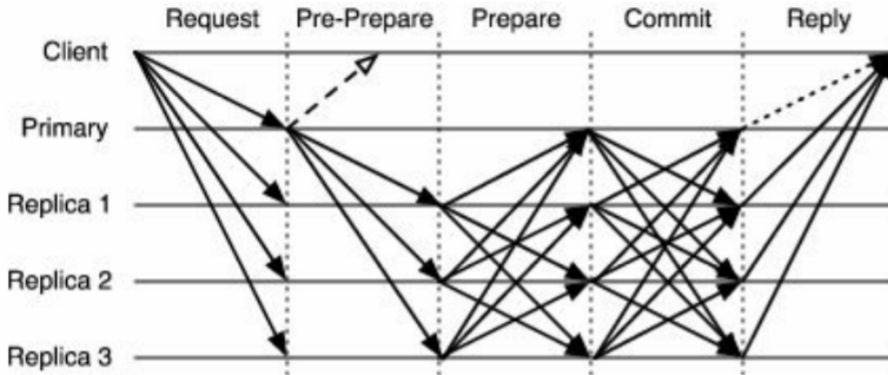 Request Pre-Prepare Prepare Commit Reply
Client
Primary
Replica 1
Replica 2
Replica 3